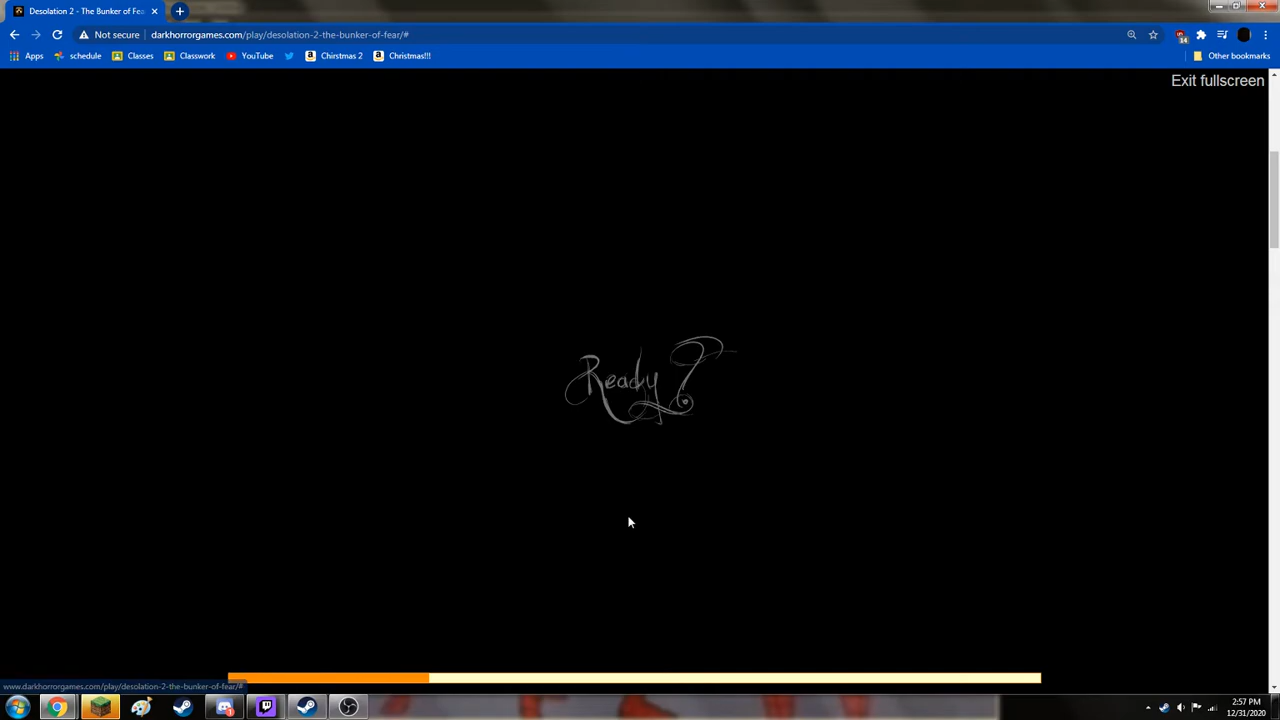 Desolation 2 - The Bunker of Fea
Not secure
darkhorrorgames.com/play/desolation-2-the-bunker-of-fear/#
14
Apps
schedule
Classes
Classwork
YouTube
Chirstmas 2
Christmas!!!
Other bookmarks
Exit fullscreen
Ready ?
www.darkhorrorgames.com/play/desolation-2-the-bunker-of-fear/#
2:57 PM
12/31/2020